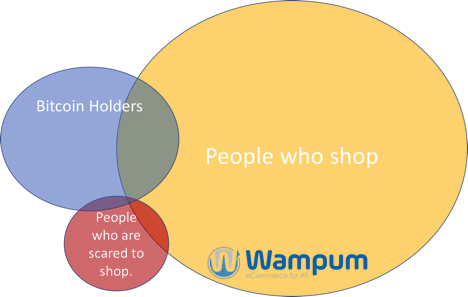 Bitcoin Holders
People who shop
People
who are
scared to
shop.
Wampum
eCommerce for All